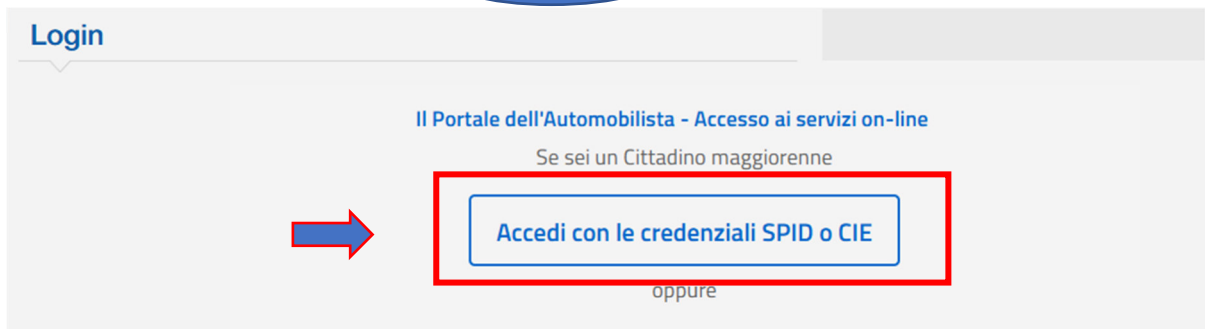 Login
Il Portale dell'Automobilista - Accesso ai servizi on-line
Se sei un Cittadino maggiorenne
Accedi con le credenziali SPID o CIE
oppure